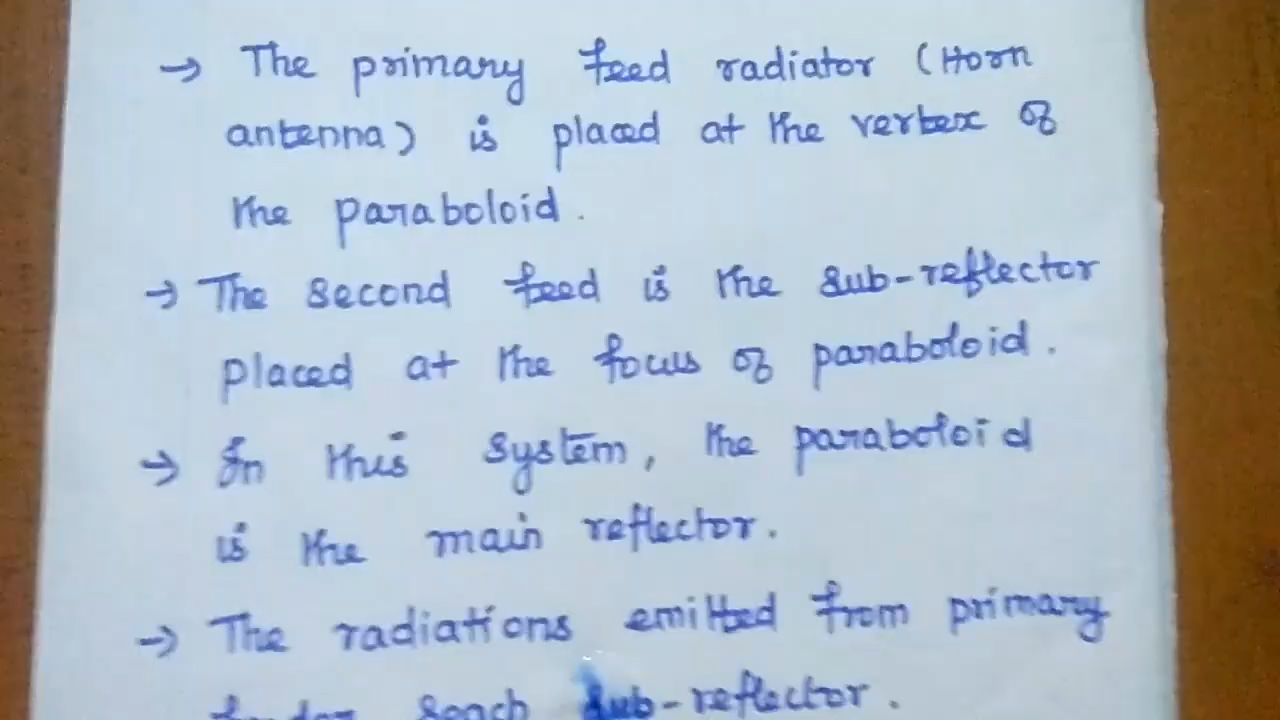 → The primary feed radiator (Horn
antenna) is placed at the vertex of
the paraboloid.
→ The second feed is the sub-reflector
placed at the focus of paraboloid.
→ In this system, the paraboloid
is the main reflector.
→ The radiations emitted from primary
sub-reflector.